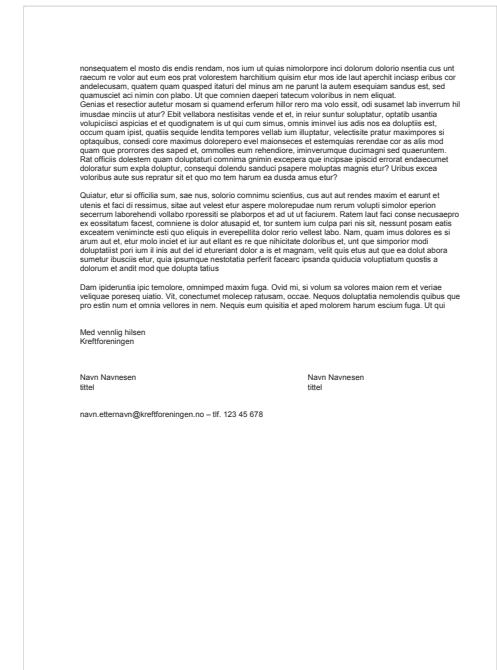 nonsequatem el mosto dis endis rendam, nos ium ut quias nimolorpore inci dolorum dolorio nsentia cus unt
raecum re volor aut eum eos prat volorestem harchitium quisim etur mos ide laut aperchit inciasp eribus cor
andelecusam, quatem quam quasped itaturi del minus am ne parunt la autem esequiam sandus est, sed
quamusciet aci nimin con plabo. Ut que comnien daeperi tatecum voloribus in nem eliquat.
Genias et resectior autetur mosam si quamend erferum hillor rero ma volo essit, odi susamet lab inverrum hil
imusdae minciis ut atur? Ebit vellabora nestisitas vende et et, in reiur suntur soluptatur, optatib usantia
volupiciisci aspicias et et quodignatem is ut qui cum simus, omnis iminvel ius adis nos ea doluptiis est,
occum quam ipist, quatiis sequide lendita tempores vellab ium illuptatur, velectisite pratur maximpores si
optaquibus, consedi core maximus dolorepero evel maionseces et estemquias rerendae cor as alis mod
quam que prorrores des saped et, ommolles eum rehendiore, iminverumque ducimagni sed quaeruntem.
Rat officiis dolestem quam doluptaturi comnima gnimin excepera que incipsae ipiscid errorat endaecumet
doloratur sum expla doluptur, consequi dolendu sanduci psapere moluptas magnis etur? Uribus excea
voloribus aute sus repratur sit et quo mo tem harum ea dusda amus etur?
Quiatur, etur si officilia sum, sae nus, solorio comnimu scientius, cus aut aut rendes maxim et earunt et
utenis et faci di ressimus, sitae aut velest etur aspere molorepudae num rerum volupti simolor eperion
secerrum laborehendi vollabo rporessiti se plaborpos et ad ut ut faciurem. Ratem laut faci conse necusaepro
ex eossitatum facest, comniene is dolor atusapid et, tor suntem ium culpa pari nis sit, nessunt posam eatis
exceatem venimincte esti quo eliquis in everepellita dolor rerio vellest labo. Nam, quam imus dolores es si
arum aut et, etur molo inciet et iur aut ellant es re que nihicitate doloribus et, unt que simporior modi
doluptatiist pori ium il inis aut del id etureriant dolor a is et magnam, velit quis etus aut que ea dolut abora
sumetur ibusciis etur, quia ipsumque nestotatia perferit facearc ipsanda quiducia voluptatium quostis a
dolorum et andit mod que dolupta tatius
Dam ipideruntia ipic temolore, omnimped maxim fuga. Ovid mi, si volum sa volores maion rem et veriae
veliquae poreseq uiatio. Vit, conectumet molecep ratusam, occae. Nequos doluptatia nemolendis quibus que
pro estin num et omnia vellores in nem. Nequis eum quisitia et aped molorem harum escium fuga. Ut qui
Med vennlig hilsen
Kreftforeningen
Navn Navnesen Navn Navnesen
tittel tittel
navn.etternavn@kreftforeningen.no – tlf. 123 45 678